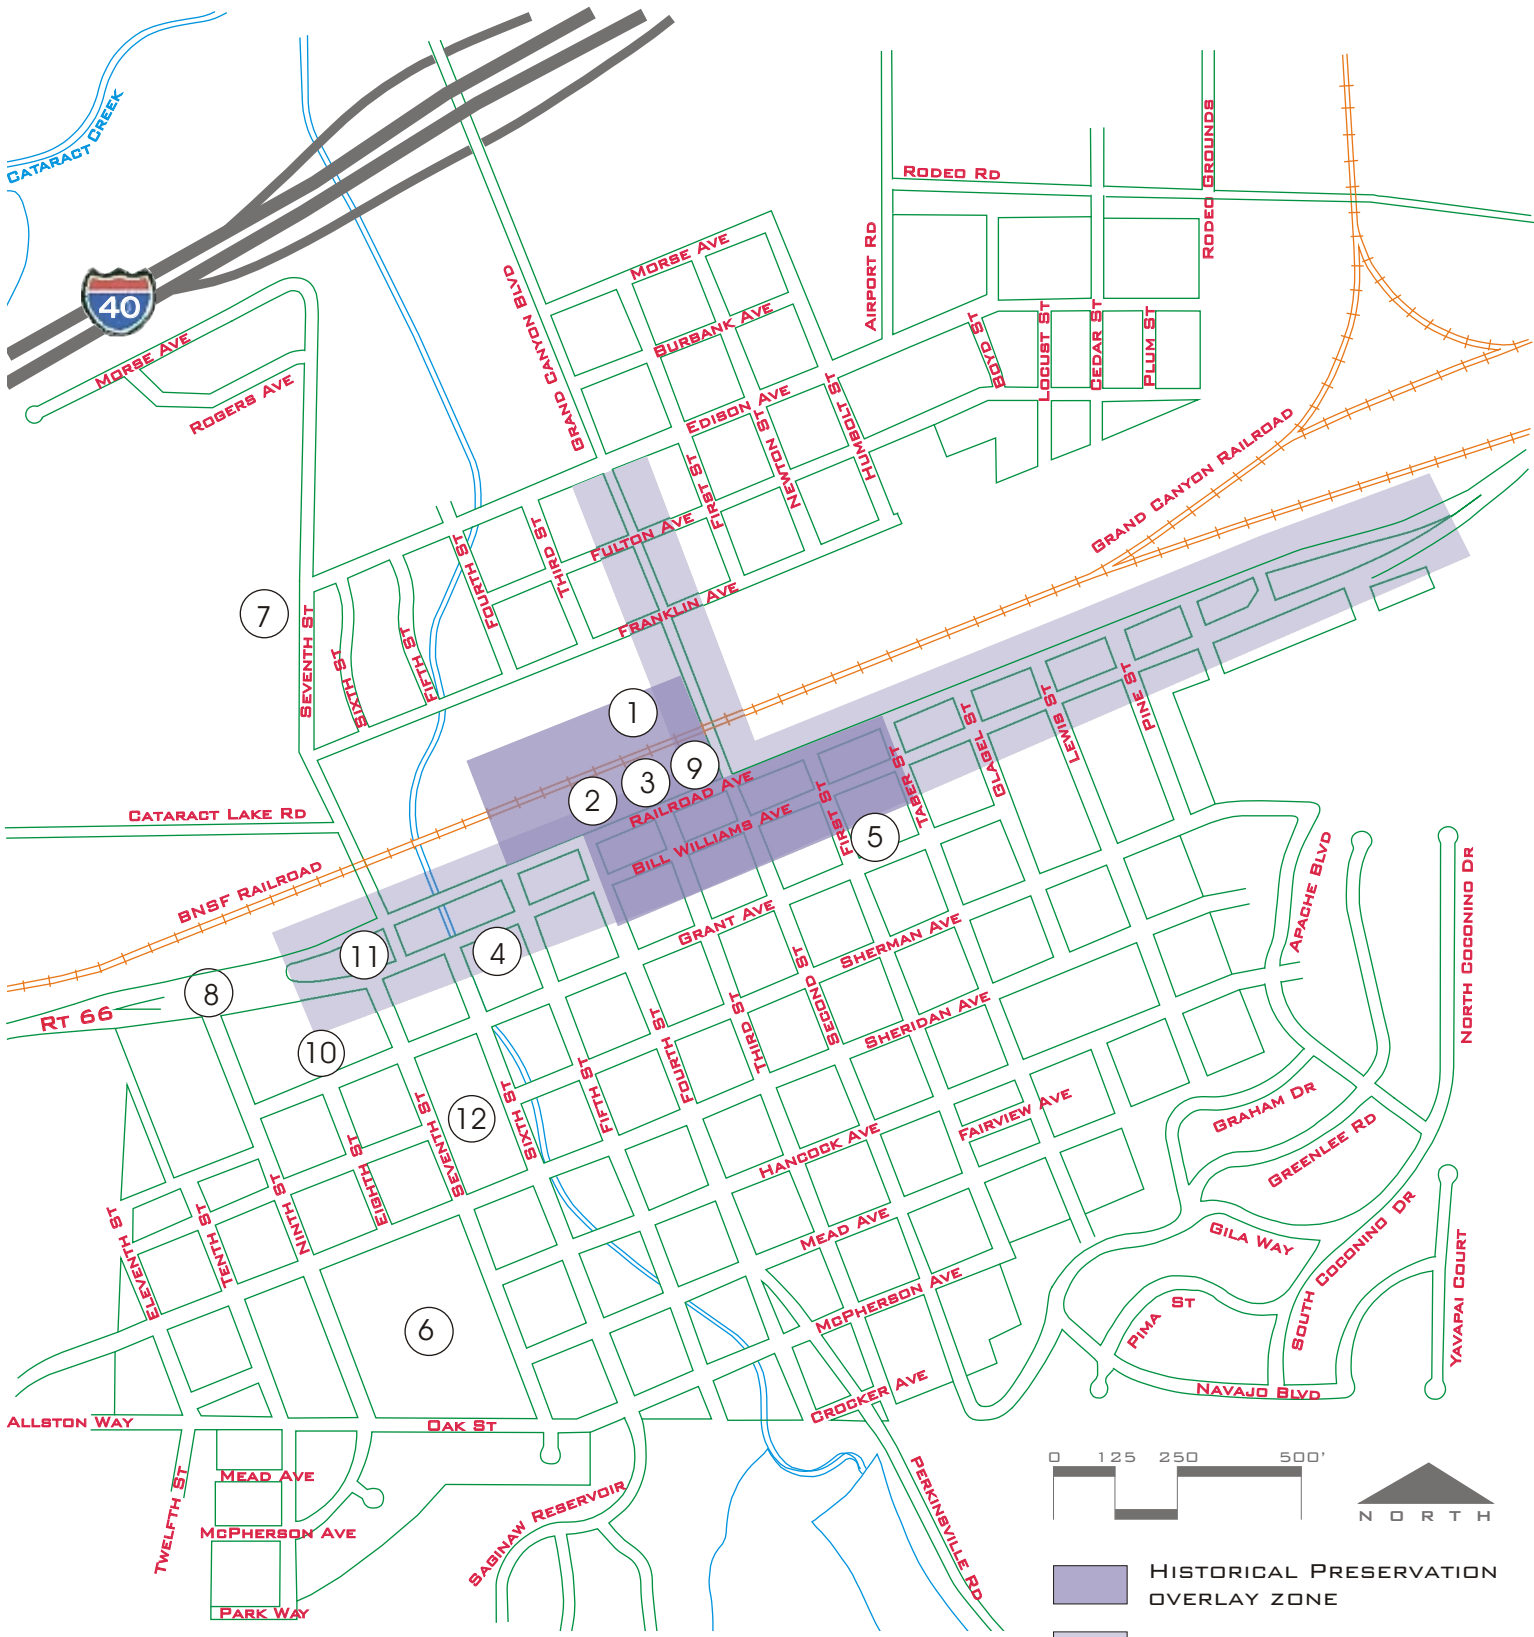 Cataract Creek
40
Morse Ave
Rogers Ave
Grand Canyon Blvd
Morse Ave
Burbank Ave
Edison Ave
First St
Newton St
Humbolt St
Airport Rd
Rodeo Rd
Rodeo Grounds
Boyd St
Locust St
Cedar St
Plum St
Grand Canyon Railroad
Fulton Ave
Franklin Ave
Third St
Fourth St
Fifth St
Sixth St
Seventh St
7
1
2
3
9
Railroad Ave
Bill Williams Ave
First St
5
Taber St
Slagel St
Lewis St
Pine St
Cataract Lake Rd
BNSF Railroad
Rt 66
8
11
4
10
12
6
Grant Ave
Sherman Ave
Sheridan Ave
Second St
Third St
Fourth St
Fifth St
Sixth St
Seventh St
Eighth St
Ninth St
Tenth St
Eleventh St
Hancock Ave
Fairview Ave
Mead Ave
McPherson Ave
Crocker Ave
Apache Blvd
North Coconino Dr
Graham Dr
Greenlee Rd
Gila Way
South Coconino Dr
Pima St
Navajo Blvd
Yavapai Court
Allston Way
Oak St
Mead Ave
McPherson Ave
Twelfth St
Park Way
Saginaw Reservoir
Perkinsville Rd
0 125 250 500'
NORTH
Historical Preservation
overlay zone